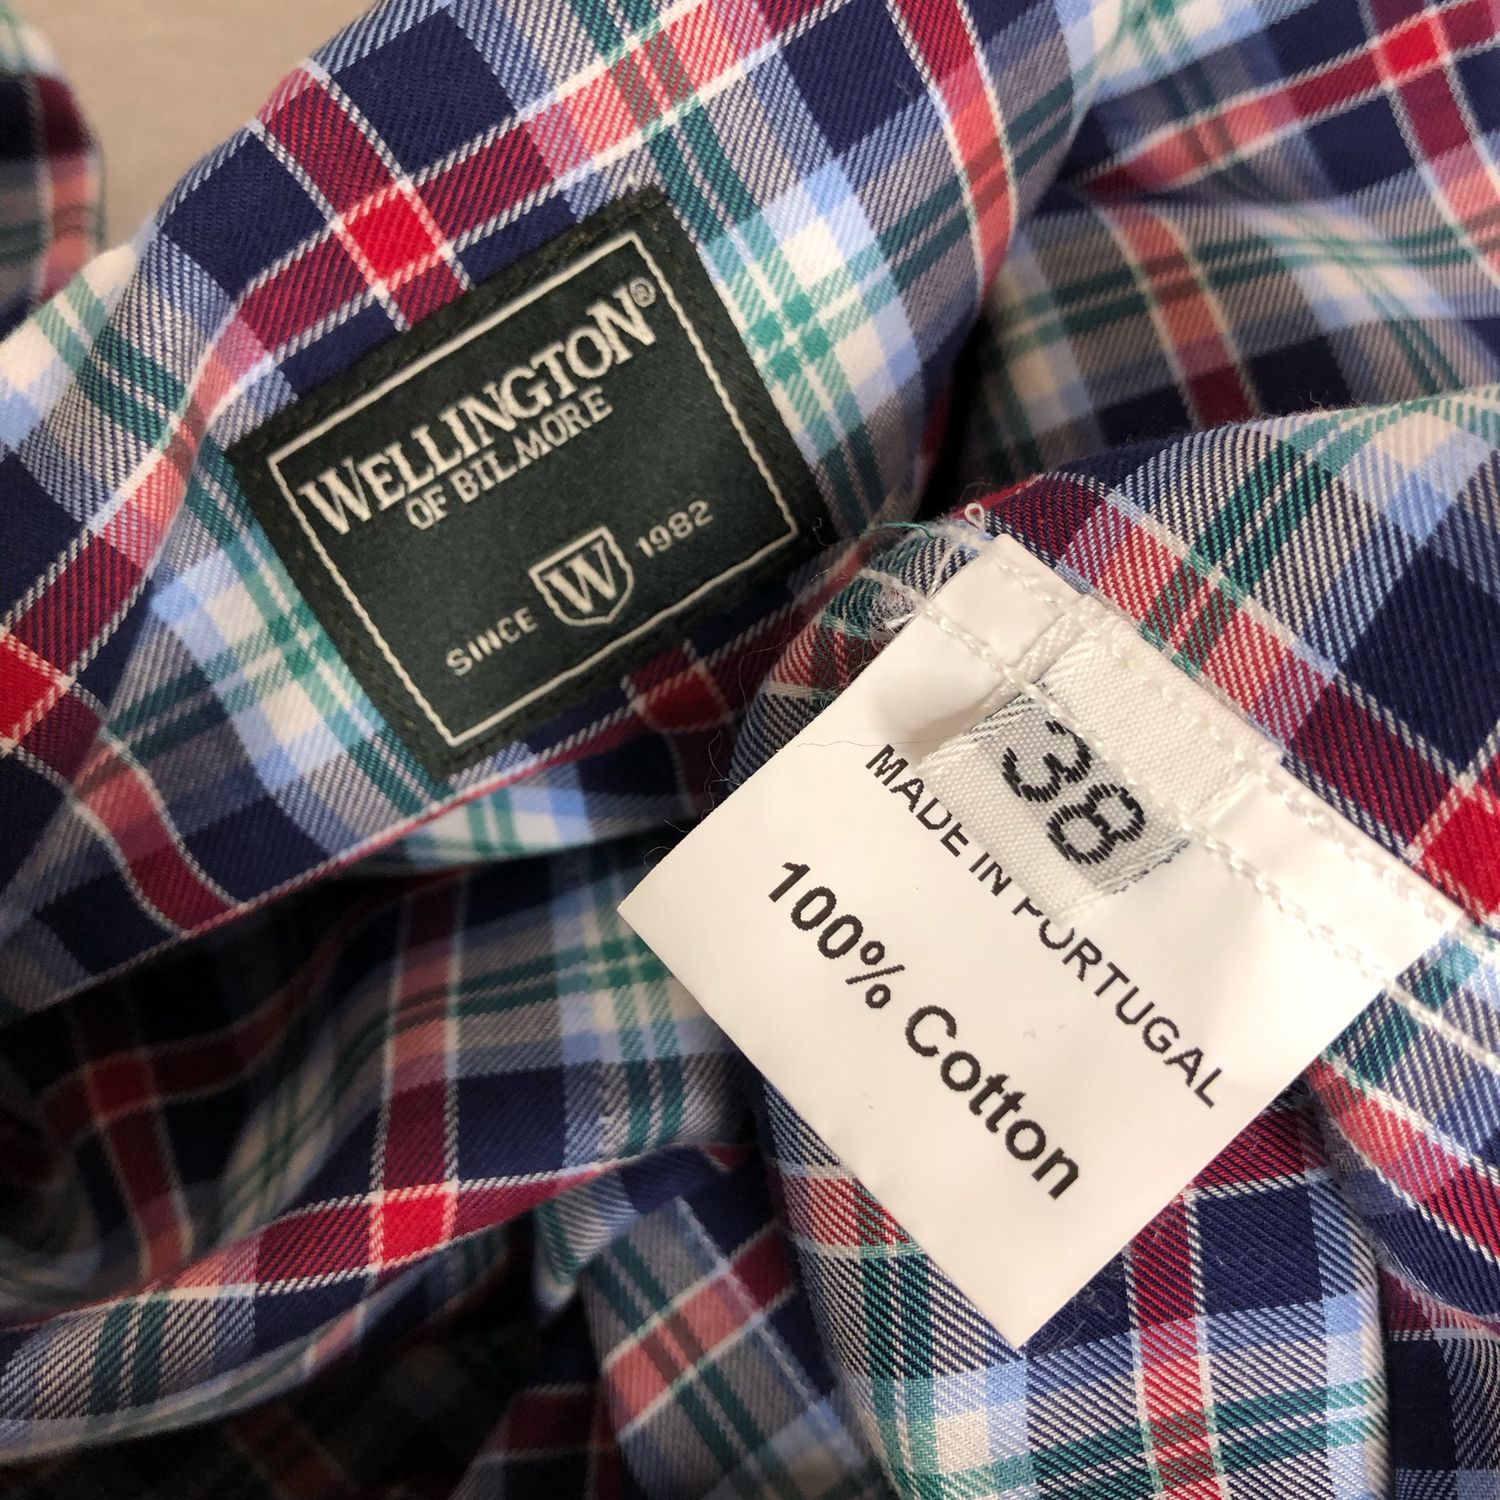 WELLINGTON®
OF BILMORE
SINCE W 1982
38
MADE IN PORTUGAL
100% Cotton